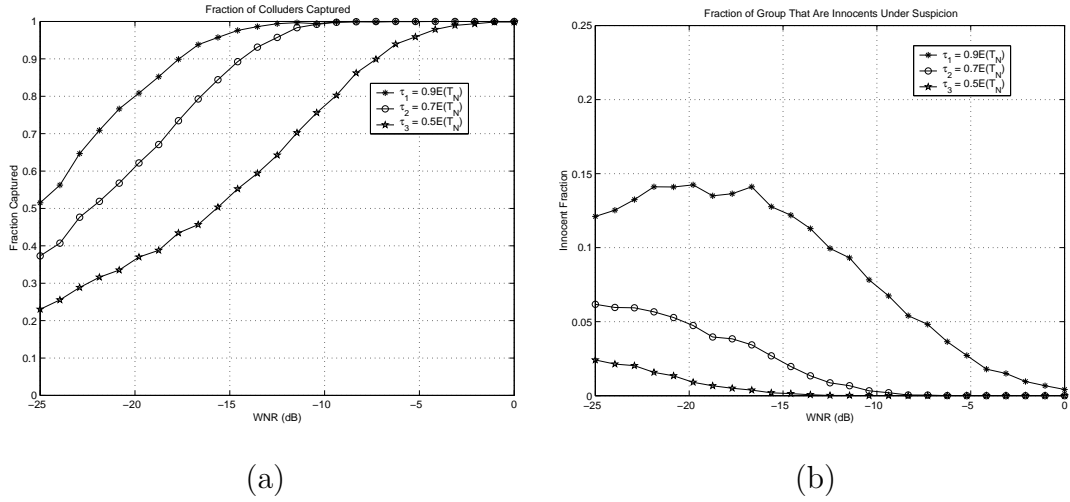 Fraction of Colluders Captured
1
0.9
0.8
0.7
0.6
0.5
0.4
0.3
0.2
0.1
0
Fraction Captured
τ1 = 0.9E(TN)
τ2 = 0.7E(TN)
τ3 = 0.5E(TN)
−25
−20
−15
−10
−5
0
WNR (dB)
(a)
Fraction of Group That Are Innocents Under Suspicion
0.25
0.2
0.15
0.1
0.05
0
Innocent Fraction
τ1 = 0.9E(TN)
τ2 = 0.7E(TN)
τ3 = 0.5E(TN)
−25
−20
−15
−10
−5
0
WNR (dB)
(b)